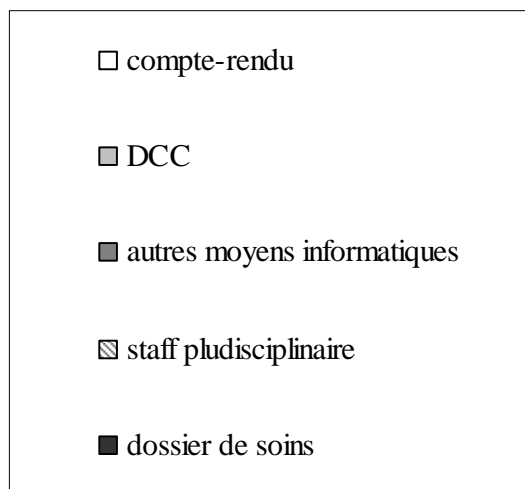 compte-rendu
DCC
autres moyens informatiques
staff pludisciplinaire
dossier de soins